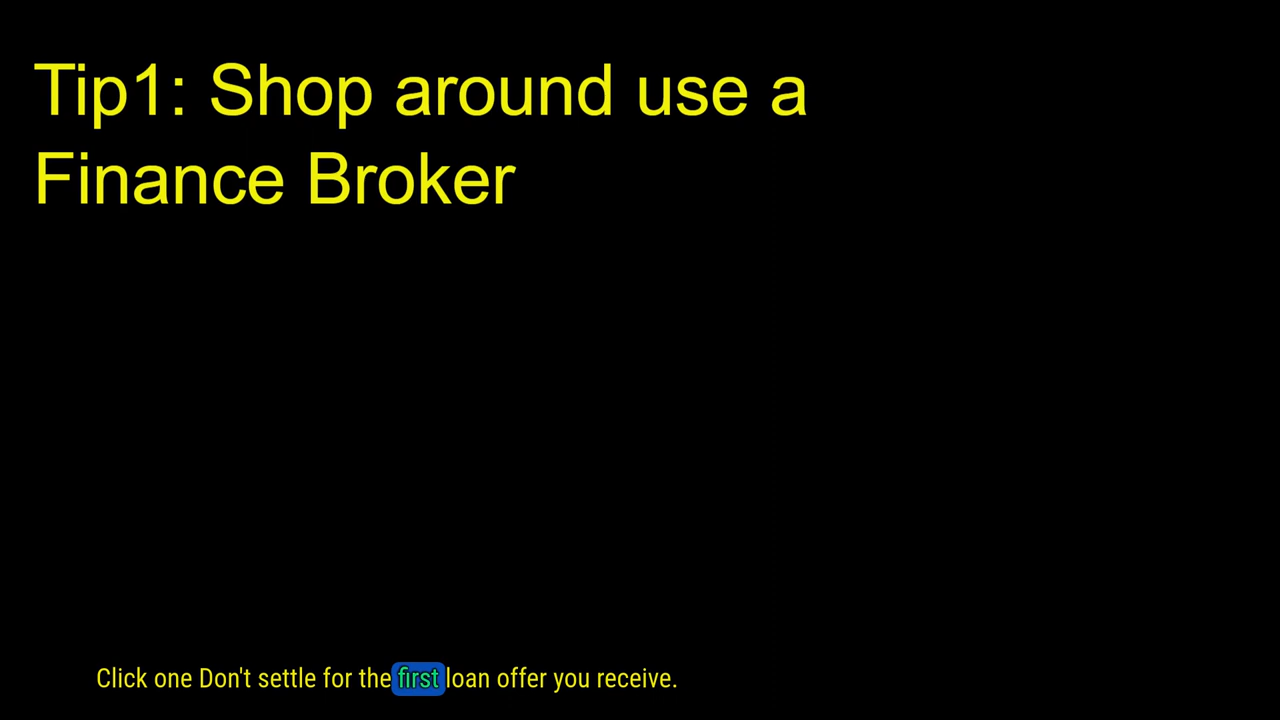 Tip1: Shop around use a
Finance Broker
Click one Don't settle for the first loan offer you receive.